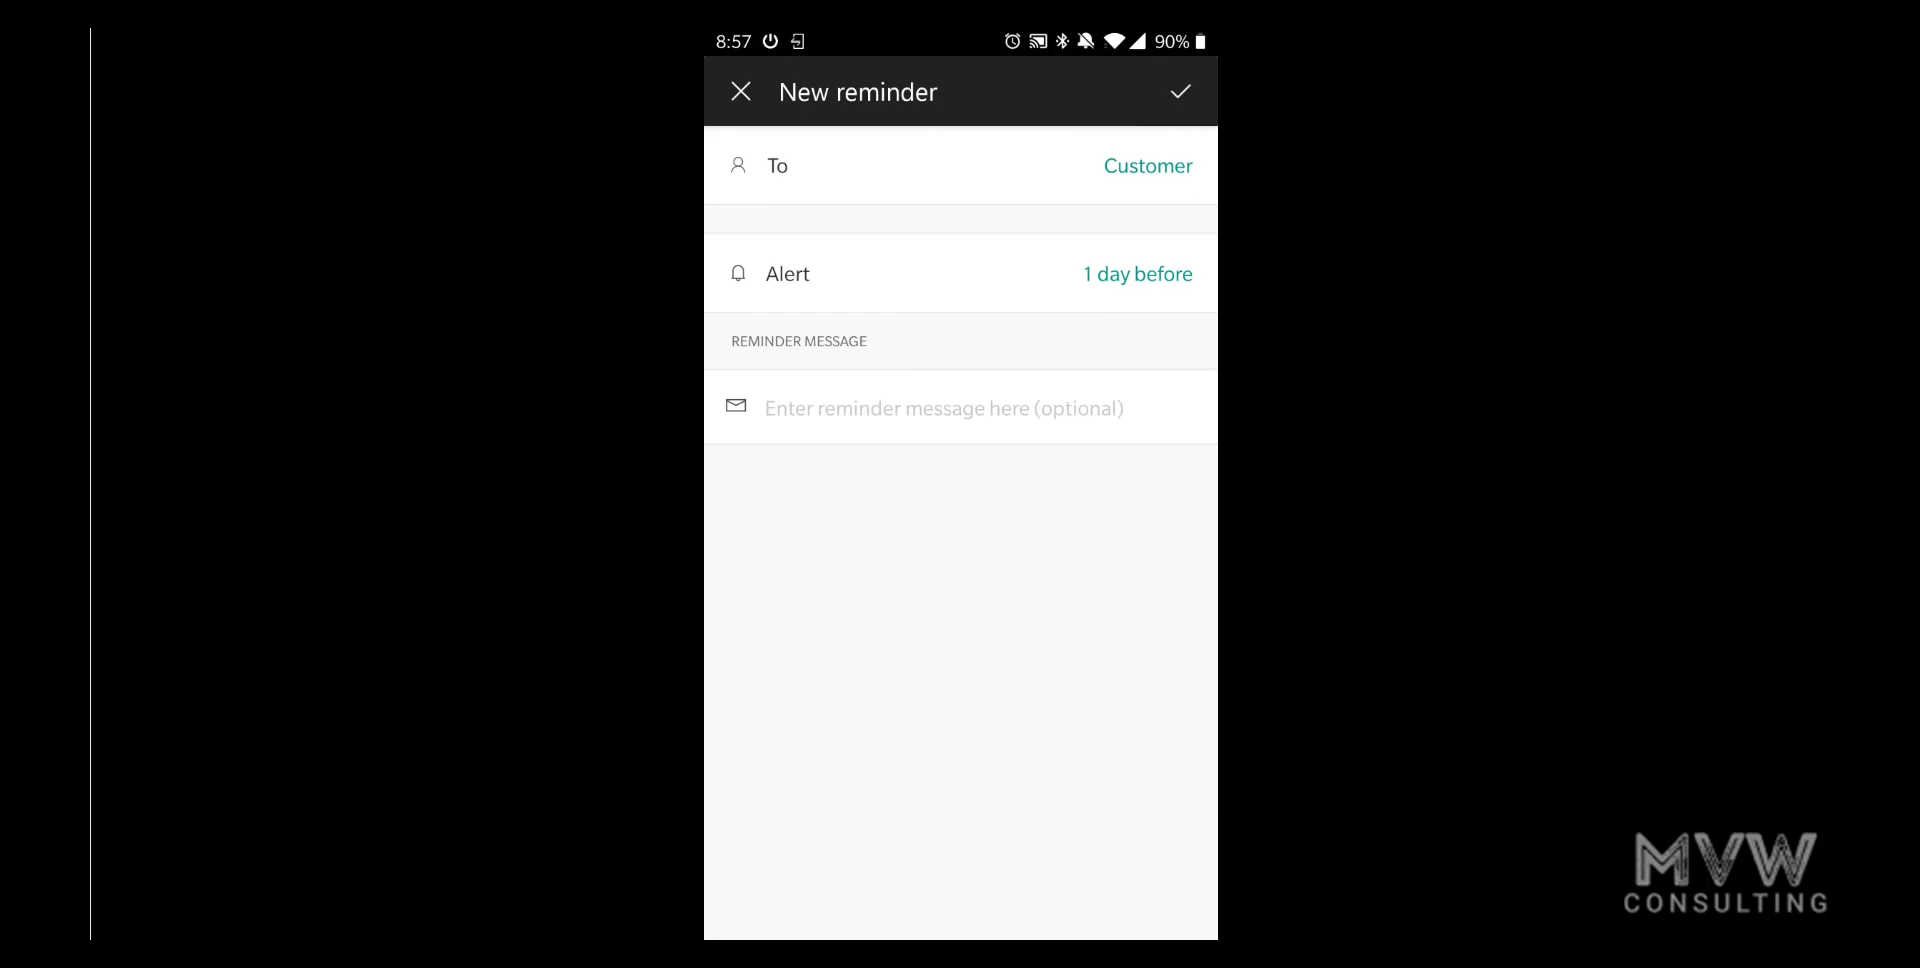 8:57
90%
New reminder
To
Customer
Alert
1 day before
REMINDER MESSAGE
Enter reminder message here (optional)
MVW
CONSULTING